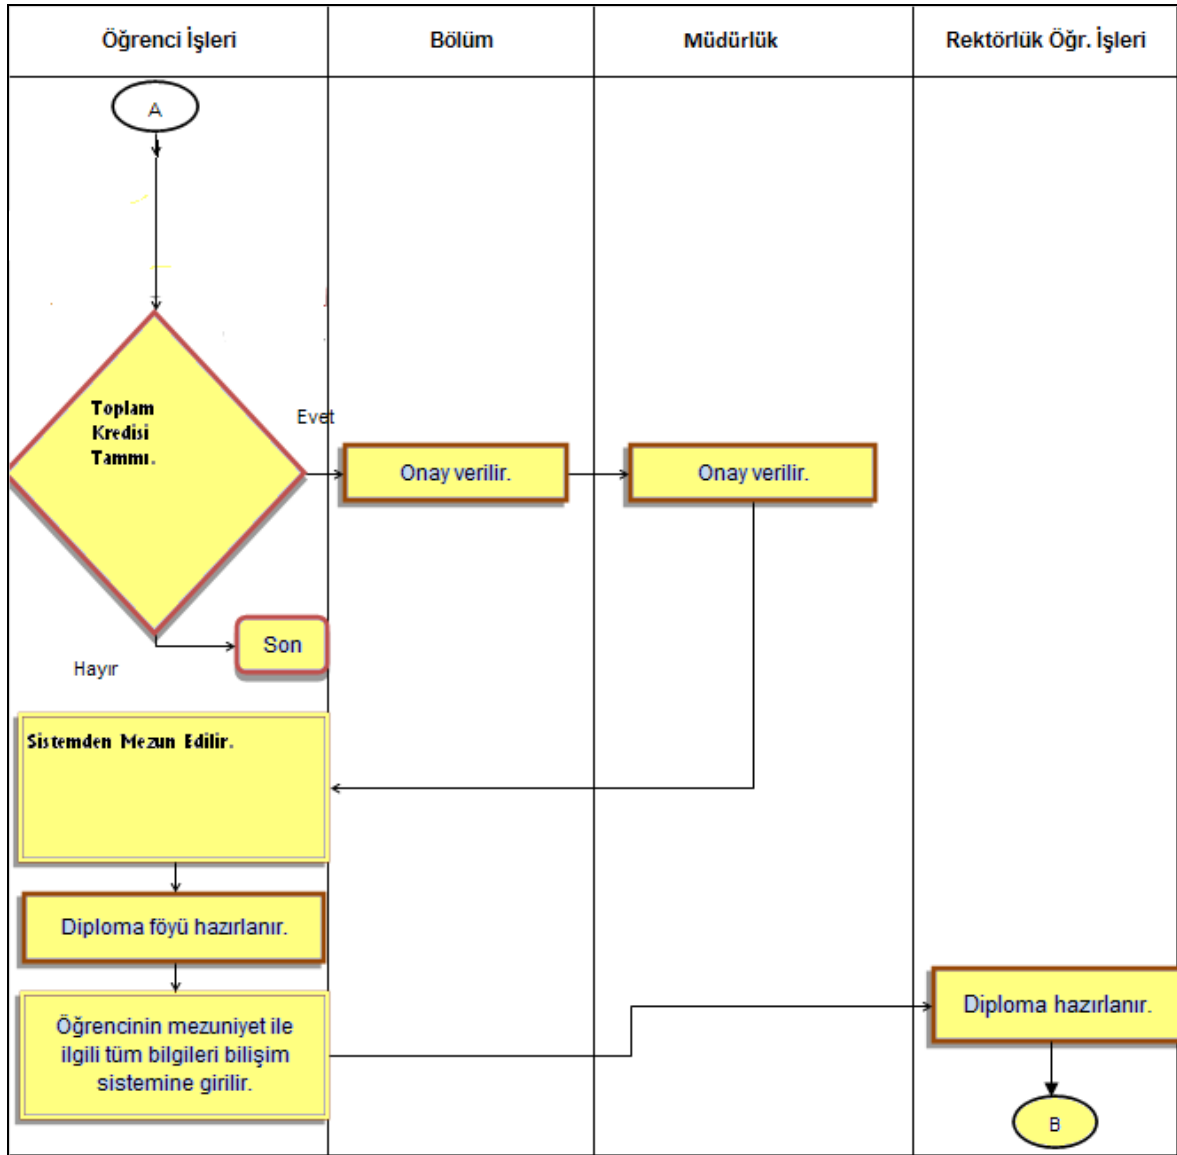 Öğrenci İşleri
Bölüm
Müdürlük
Rektörlük Öğr. İşleri
A
Toplam
Kredisi
Tammı.
Evet
Onay verilir.
Onay verilir.
Hayır
Son
Sistemden Mezun Edilir.
Diploma föyü hazırlanır.
Öğrencinin mezuniyet ile
ilgili tüm bilgileri bilişim
sistemine girilir.
Diploma hazırlanır.
B